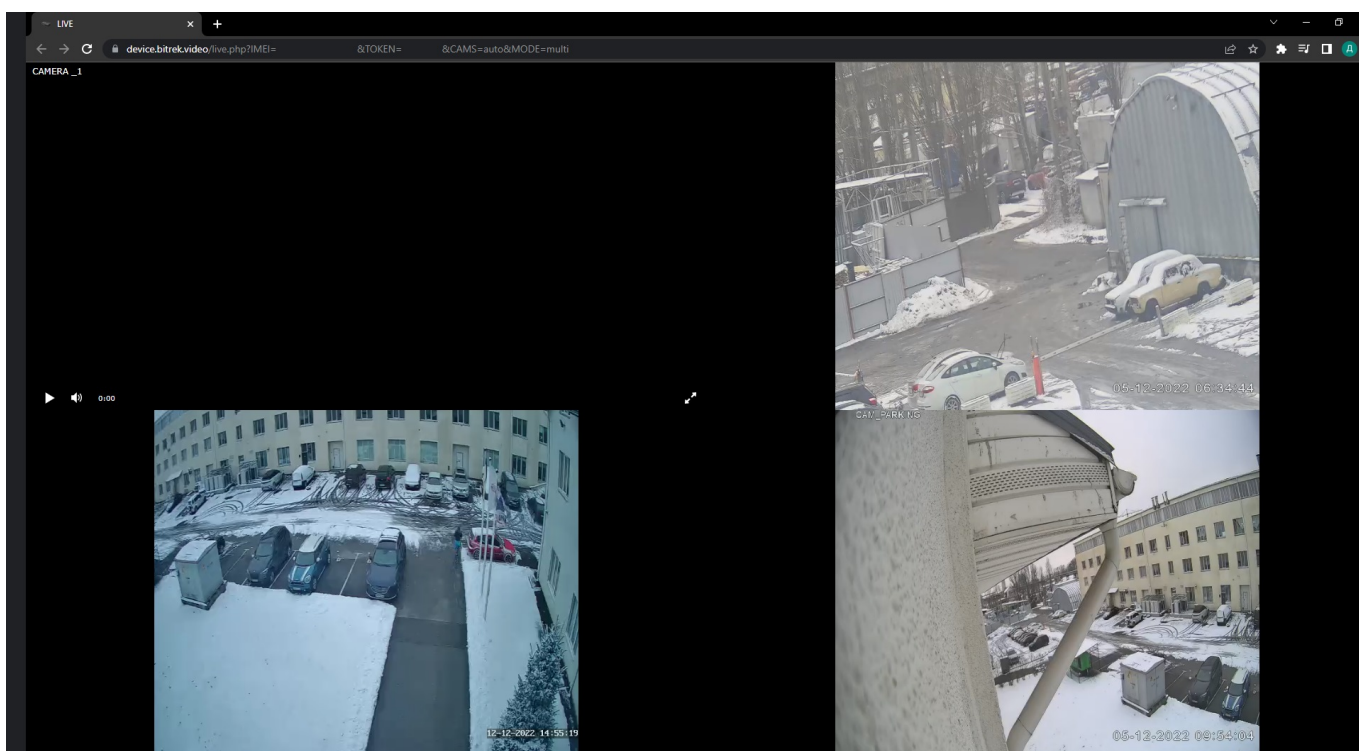 LIVE
device.bitrek.video/live.php?IMEI= &TOKEN= &CAMS=auto&MODE=multi
Д
CAMERA _1
05-12-2022 06:34:44
0:00
CAM_PARKING
12-12-2022 14:55:19
05-12-2022 09:54:04